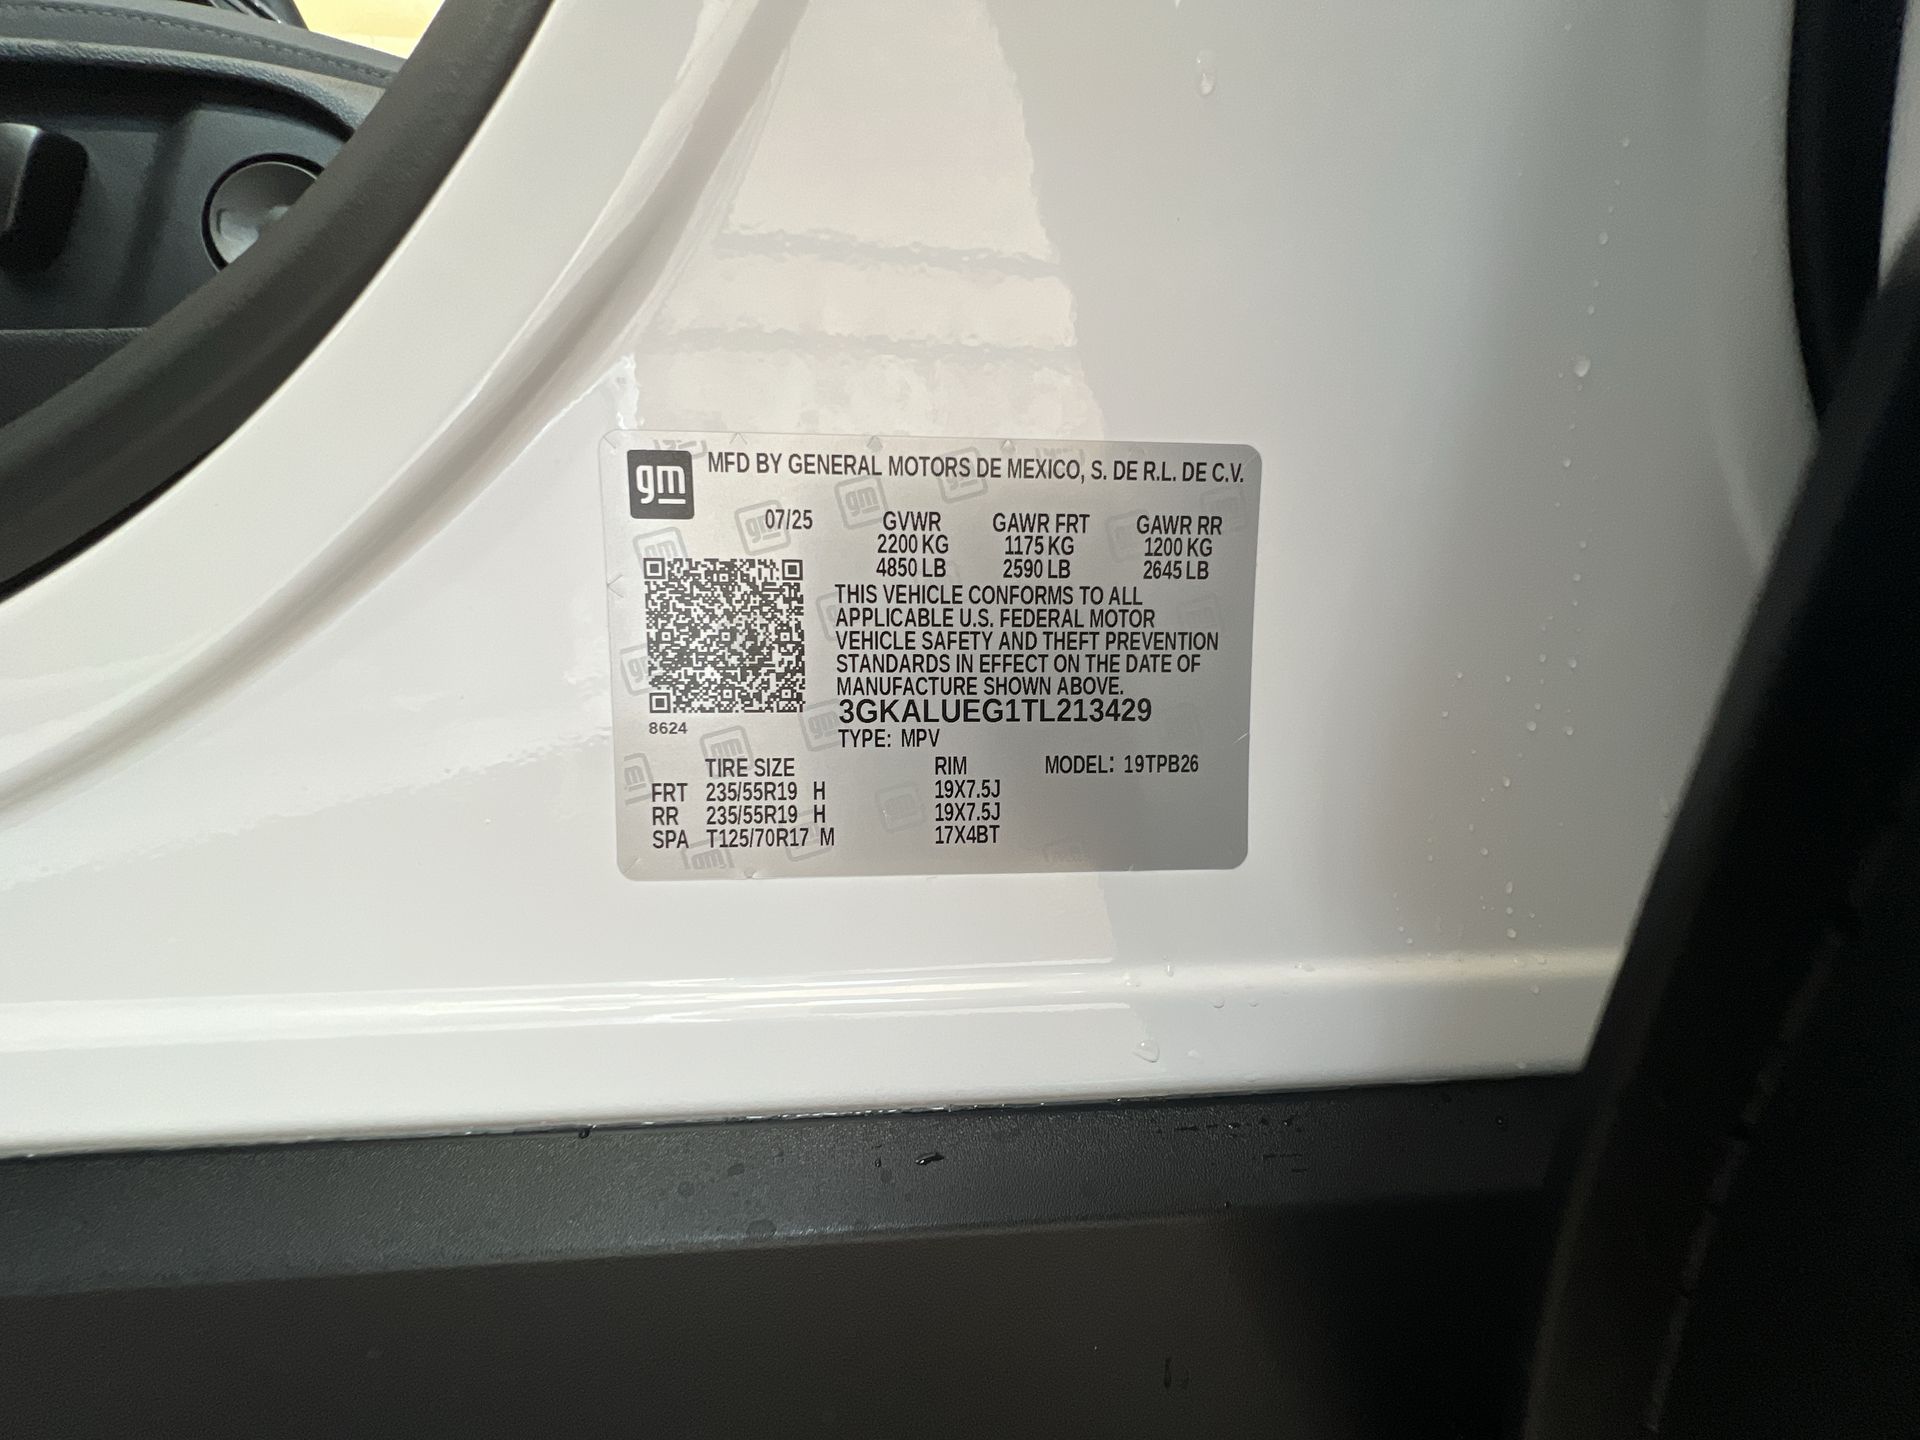 gm MFD BY GENERAL MOTORS DE MEXICO, S. DE R.L. DE C.V.
07/25 GVWR GAWR FRT GAWR RR
2200 KG 1175 KG 1200 KG
4850 LB 2590 LB 2645 LB
THIS VEHICLE CONFORMS TO ALL
APPLICABLE U.S. FEDERAL MOTOR
VEHICLE SAFETY AND THEFT PREVENTION
STANDARDS IN EFFECT ON THE DATE OF
MANUFACTURE SHOWN ABOVE.
3GKALUEG1TL213429
8624
TYPE: MPV
TIRE SIZE RIM MODEL: 19TPB26
FRT 235/55R19 H 19X7.5J
RR 235/55R19 H 19X7.5J
SPA T125/70R17 M 17X4BT